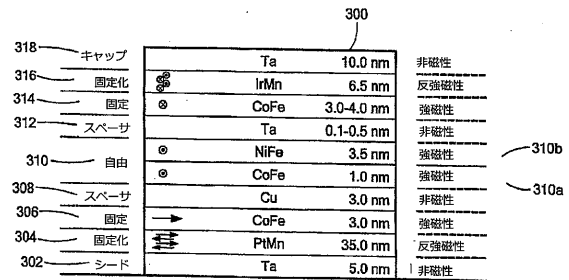 300
318 キャップ Ta 10.0 nm 非磁性
316 固定化 IrMn 6.5 nm 反強磁性
314 固定 CoFe 3.0-4.0 nm 強磁性
312 スペーサ Ta 0.1-0.5 nm 非磁性
310 自由 NiFe 3.5 nm 強磁性 310b
CoFe 1.0 nm 強磁性 310a
308 スペーサ Cu 3.0 nm 非磁性
306 固定 CoFe 3.0 nm 強磁性
304 固定化 PtMn 35.0 nm 反強磁性
302 シード Ta 5.0 nm 非磁性